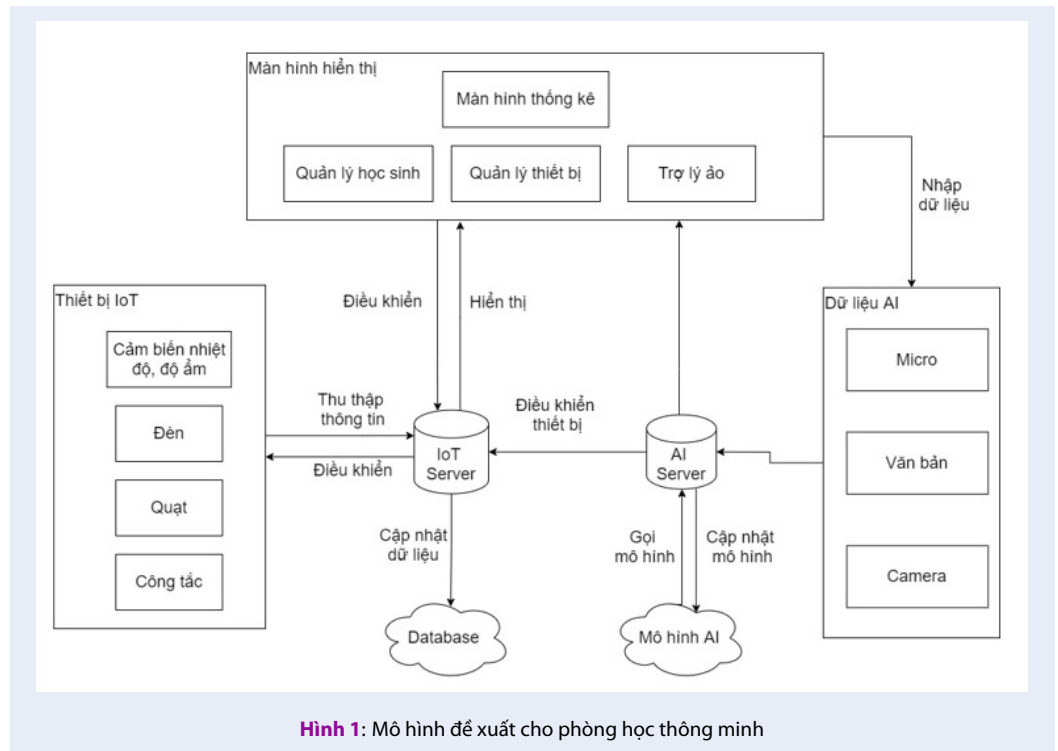 Màn hình hiển thị
Màn hình thống kê
Quản lý học sinh
Quản lý thiết bị
Trợ lý ảo
Nhập
dữ liệu
Điều khiển
Hiển thị
Thiết bị IoT
Cảm biến nhiệt
độ, độ ẩm
Đèn
Quạt
Công tắc
Thu thập
thông tin
Điều khiển
IoT
Server
Điều khiển
thiết bị
AI
Server
Dữ liệu AI
Micro
Văn bản
Camera
Cập nhật
dữ liệu
Gọi
mô hình
Cập nhật
mô hình
Database
Mô hình AI
Hình 1: Mô hình đề xuất cho phòng học thông minh